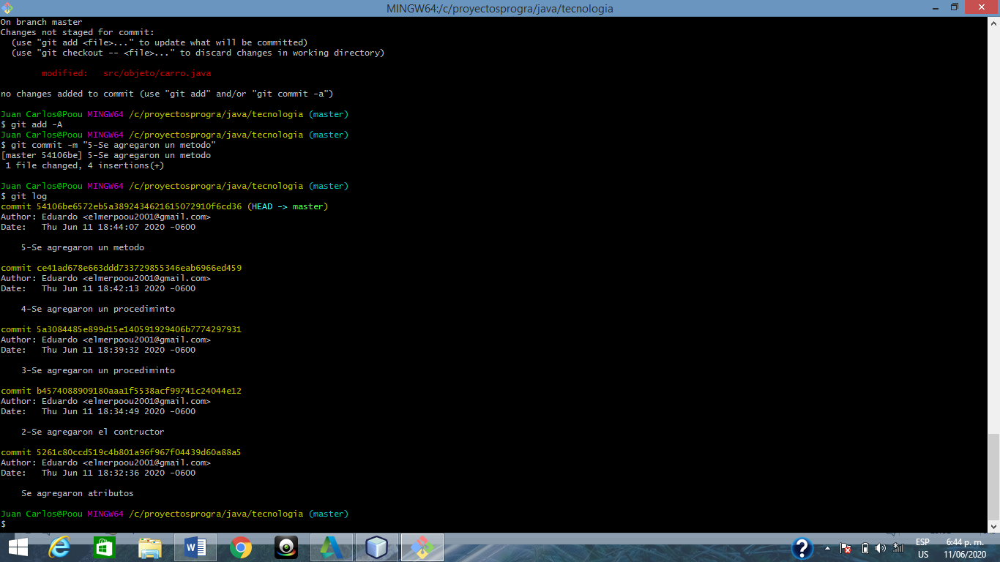 MINGW64:/c/proyectosprogra/java/tecnologia
On branch master
Changes not staged for commit:
  (use "git add <file>..." to update what will be committed)
  (use "git checkout -- <file>..." to discard changes in working directory)
        modified:   src/objeto/carro.java
no changes added to commit (use "git add" and/or "git commit -a")
Juan Carlos@Poou MINGW64 /c/proyectosprogra/java/tecnologia (master)
$ git add -A
Juan Carlos@Poou MINGW64 /c/proyectosprogra/java/tecnologia (master)
$ git commit -m "5-Se agregaron un metodo"
[master 54106be] 5-Se agregaron un metodo
 1 file changed, 4 insertions(+)
Juan Carlos@Poou MINGW64 /c/proyectosprogra/java/tecnologia (master)
$ git log
commit 54106be6572eb5a3892434621615072910f6cd36 (HEAD -> master)
Author: Eduardo <elmerpoou2001@gmail.com>
Date:   Thu Jun 11 18:44:07 2020 -0600
    5-Se agregaron un metodo
commit ce41ad678e663ddd733729855346eab6966ed459
Author: Eduardo <elmerpoou2001@gmail.com>
Date:   Thu Jun 11 18:42:13 2020 -0600
    4-Se agregaron un procediminto
commit 5a3084485e899d15e140591929406b7774297931
Author: Eduardo <elmerpoou2001@gmail.com>
Date:   Thu Jun 11 18:39:32 2020 -0600
    3-Se agregaron un procediminto
commit b4574088909180aaa1f5538acf99741c24044e12
Author: Eduardo <elmerpoou2001@gmail.com>
Date:   Thu Jun 11 18:34:49 2020 -0600
    2-Se agregaron el contructor
commit 5261c80ccd519c4b801a96f967f04439d60a88a5
Author: Eduardo <elmerpoou2001@gmail.com>
Date:   Thu Jun 11 18:32:36 2020 -0600
    Se agregaron atributos
Juan Carlos@Poou MINGW64 /c/proyectosprogra/java/tecnologia (master)
$
ESP 6:44 p. m.
US 11/06/2020